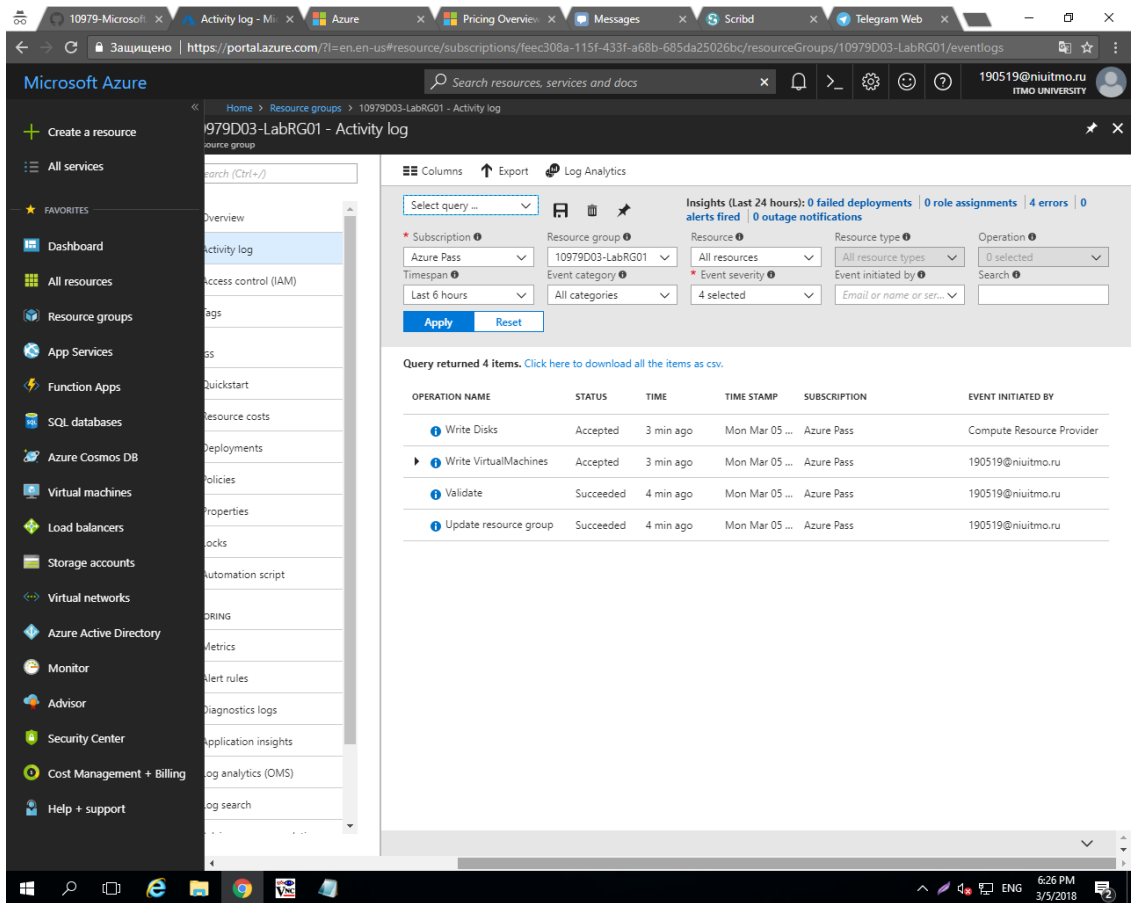 10979-Microsoft
Activity log - Mic
Azure
Pricing Overview
Messages
Scribd
Telegram Web
Защищено | https://portal.azure.com/?l=en.en-us#resource/subscriptions/feec308a-115f-433f-a68b-685da25026bc/resourceGroups/10979D03-LabRG01/eventlogs
Microsoft Azure
Search resources, services and docs
190519@niuitmo.ru
ITMO UNIVERSITY
Home > Resource groups > 10979D03-LabRG01 - Activity log
0979D03-LabRG01 - Activity log
source group
Create a resource
All services
FAVORITES
Dashboard
All resources
Resource groups
App Services
Function Apps
SQL databases
Azure Cosmos DB
Virtual machines
Load balancers
Storage accounts
Virtual networks
Azure Active Directory
Monitor
Advisor
Security Center
Cost Management + Billing
Help + support
earch (Ctrl+/)
Overview
Activity log
Access control (IAM)
Tags
GS
Quickstart
Resource costs
Deployments
Policies
Properties
Locks
Automation script
ORING
Metrics
Alert rules
Diagnostics logs
Application insights
Log analytics (OMS)
Log search
Columns
Export
Log Analytics
Select query ...
Insights (Last 24 hours): 0 failed deployments | 0 role assignments | 4 errors | 0
alerts fired | 0 outage notifications
* Subscription
Resource group
Resource
Resource type
Operation
Azure Pass
10979D03-LabRG01
All resources
All resource types
0 selected
Timespan
Event category
* Event severity
Event initiated by
Search
Last 6 hours
All categories
4 selected
Email or name or ser...
Apply
Reset
Query returned 4 items. Click here to download all the items as csv.
OPERATION NAME STATUS TIME TIME STAMP SUBSCRIPTION EVENT INITIATED BY
Write Disks Accepted 3 min ago Mon Mar 05 ... Azure Pass Compute Resource Provider
Write VirtualMachines Accepted 3 min ago Mon Mar 05 ... Azure Pass 190519@niuitmo.ru
Validate Succeeded 4 min ago Mon Mar 05 ... Azure Pass 190519@niuitmo.ru
Update resource group Succeeded 4 min ago Mon Mar 05 ... Azure Pass 190519@niuitmo.ru
VNC
ENG
6:26 PM
3/5/2018
2